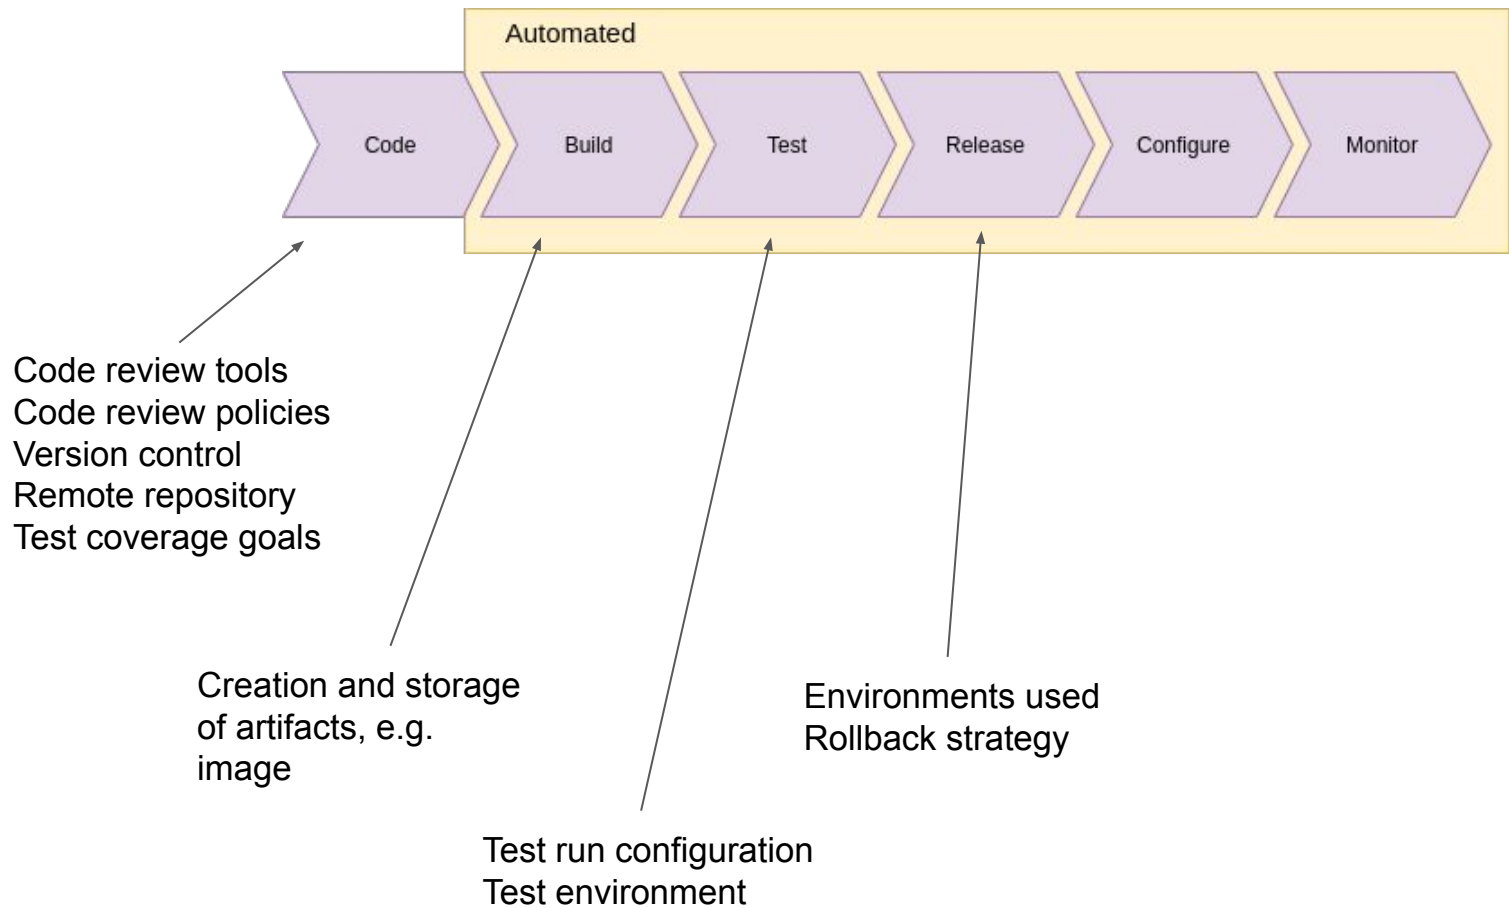 Automated
Code
Build
Test
Release
Configure
Monitor
Code review tools
Code review policies
Version control
Remote repository
Test coverage goals
Creation and storage
of artifacts, e.g.
image
Environments used
Rollback strategy
Test run configuration
Test environment